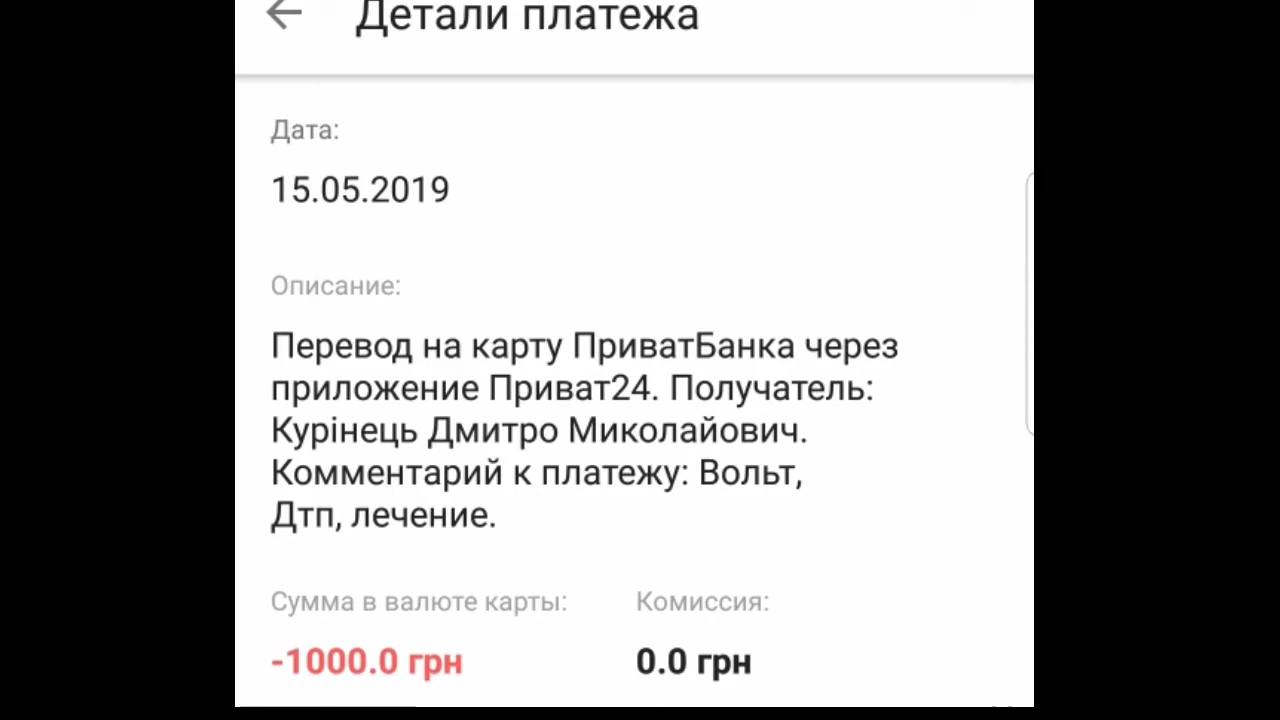 Детали платежа
Дата:
15.05.2019
Описание:
Перевод на карту ПриватБанка через
приложение Приват24. Получатель:
Курінець Дмитро Миколайович.
Комментарий к платежу: Вольт,
Дтп, лечение.
Сумма в валюте карты: Комиссия:
-1000.0 грн 0.0 грн